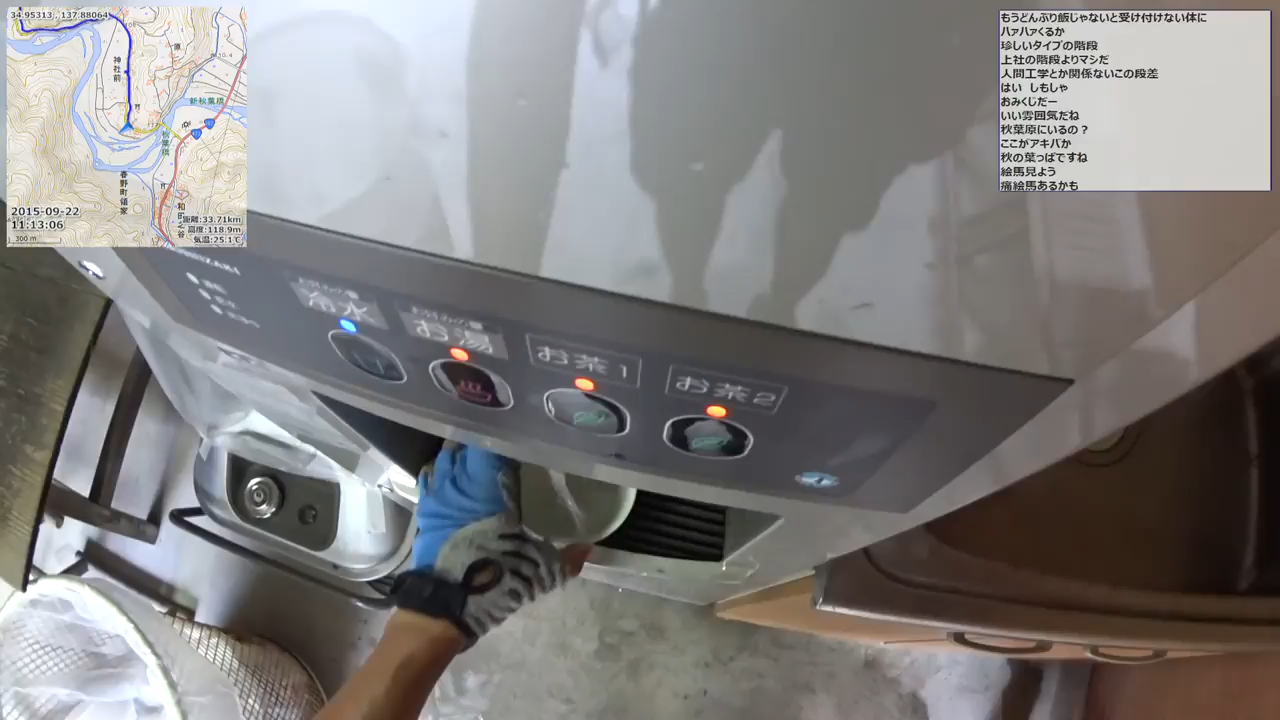 34.95313 , 137.88064
神社前
新秋葉橋
秋葉橋
春野町領家
2015-09-22
11:13:06
距離:33.71km
高度:118.9m
気温:25.1℃
300 m
もうどんぶり飯じゃないと受け付けない体に
ハァハァくるか
珍しいタイプの階段
上社の階段よりマシだ
人間工学とか関係ないこの段差
はい しもしゃ
おみくじだー
いい雰囲気だね
秋葉原にいるの？
ここがアキバか
秋の葉っぱですね
絵馬見よう
痛絵馬あるかも
冷水
お湯
お茶1
お茶2